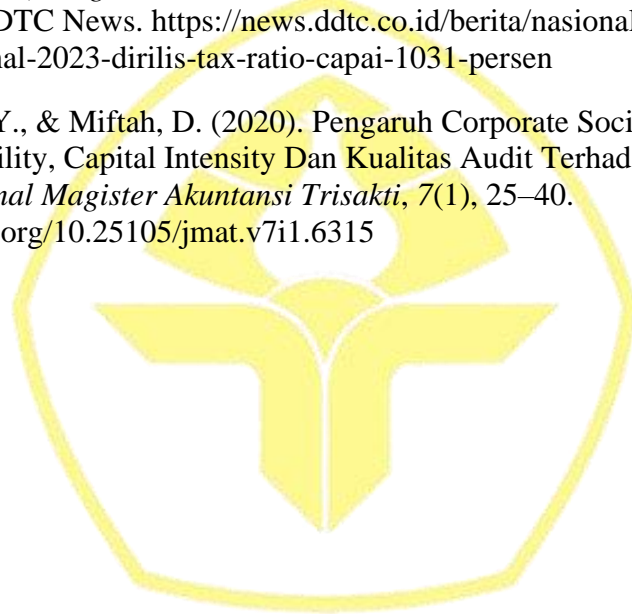 DTC News. https://news.ddtc.co.id/berita/nasional
nal-2023-dirilis-tax-ratio-capai-1031-persen
Y., & Miftah, D. (2020). Pengaruh Corporate Soci
ility, Capital Intensity Dan Kualitas Audit Terhad
nal Magister Akuntansi Trisakti, 7(1), 25–40.
org/10.25105/jmat.v7i1.6315